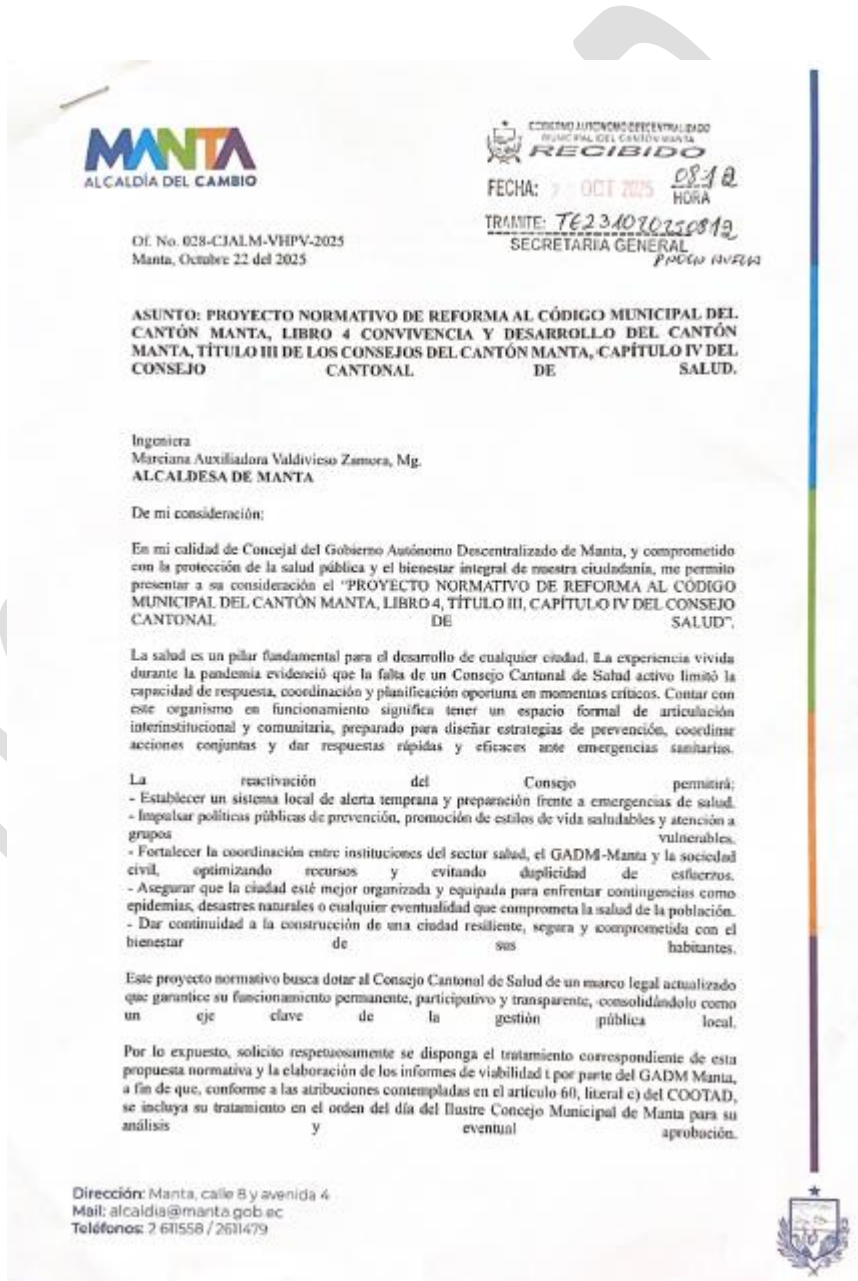 MANTA
ALCALDÍA DEL CAMBIO
GOBIERNO AUTÓNOMO DESCENTRALIZADO
MUNICIPAL DEL CANTÓN MANTA
RECIBIDO
FECHA: OCT 2025 0812
HORA
TRAMITE: TE231020250812
SECRETARIA GENERAL
Of. No. 028-CJALM-VHPV-2025
Manta, Octubre 22 del 2025
ASUNTO: PROYECTO NORMATIVO DE REFORMA AL CÓDIGO MUNICIPAL DEL
CANTÓN MANTA, LIBRO 4 CONVIVENCIA Y DESARROLLO DEL CANTÓN
MANTA, TÍTULO III DE LOS CONSEJOS DEL CANTÓN MANTA, CAPÍTULO IV DEL
CONSEJO CANTONAL DE SALUD.
Ingeniera
Marciana Auxiliadora Valdivieso Zamora, Mg.
ALCALDESA DE MANTA
De mi consideración:
En mi calidad de Concejal del Gobierno Autónomo Descentralizado de Manta, y comprometido
con la protección de la salud pública y el bienestar integral de nuestra ciudadanía, me permito
presentar a su consideración el "PROYECTO NORMATIVO DE REFORMA AL CÓDIGO
MUNICIPAL DEL CANTÓN MANTA, LIBRO 4, TÍTULO III, CAPÍTULO IV DEL CONSEJO
CANTONAL DE SALUD".
La salud es un pilar fundamental para el desarrollo de cualquier ciudad. La experiencia vivida
durante la pandemia evidenció que la falta de un Consejo Cantonal de Salud activo limitó la
capacidad de respuesta, coordinación y planificación oportuna en momentos críticos. Contar con
este organismo en funcionamiento significa tener un espacio formal de articulación
interinstitucional y comunitaria, preparado para diseñar estrategias de prevención, coordinar
acciones conjuntas y dar respuestas rápidas y eficaces ante emergencias sanitarias.
La reactivación del Consejo permitirá:
- Establecer un sistema local de alerta temprana y preparación frente a emergencias de salud.
- Impulsar políticas públicas de prevención, promoción de estilos de vida saludables y atención a
grupos vulnerables.
- Fortalecer la coordinación entre instituciones del sector salud, el GADM-Manta y la sociedad
civil, optimizando recursos y evitando duplicidad de esfuerzos.
- Asegurar que la ciudad esté mejor organizada y equipada para enfrentar contingencias como
epidemias, desastres naturales o cualquier eventualidad que comprometa la salud de la población.
- Dar continuidad a la construcción de una ciudad resiliente, segura y comprometida con el
bienestar de sus habitantes.
Este proyecto normativo busca dotar al Consejo Cantonal de Salud de un marco legal actualizado
que garantice su funcionamiento permanente, participativo y transparente, consolidándolo como
un eje clave de la gestión pública local.
Por lo expuesto, solicito respetuosamente se disponga el tratamiento correspondiente de esta
propuesta normativa y la elaboración de los informes de viabilidad t por parte del GADM Manta,
a fin de que, conforme a las atribuciones contempladas en el artículo 60, literal c) del COOTAD,
se incluya su tratamiento en el orden del día del Ilustre Concejo Municipal de Manta para su
análisis y eventual aprobación.
Dirección: Manta, calle 8 y avenida 4
Mail: alcaldia@manta.gob.ec
Teléfonos: 2 611558 / 2611479